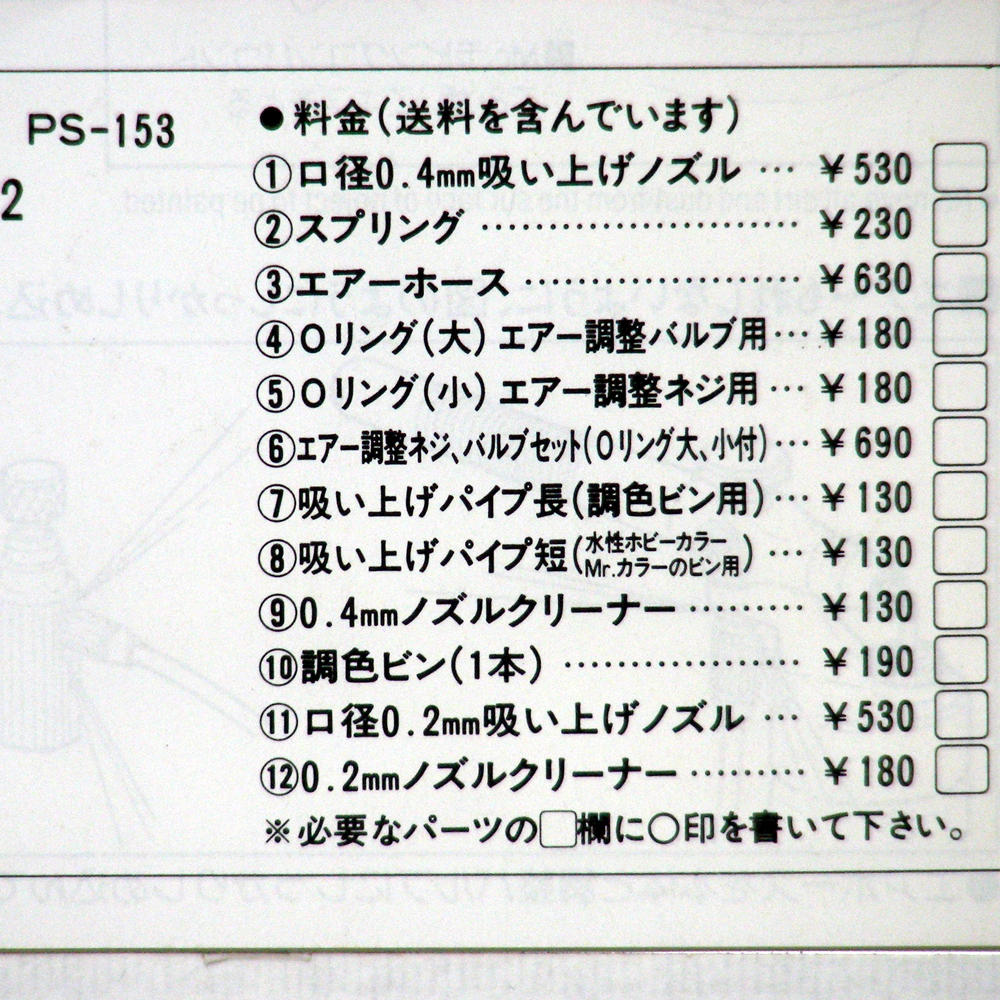 PS-153
2
●料金(送料を含んでいます)
①口径0.4mm吸い上げノズル … ¥530
②スプリング ………………………… ¥230
③エアーホース …………………… ¥630
④Oリング(大) エアー調整バルブ用… ¥180
⑤Oリング(小) エアー調整ネジ用… ¥180
⑥エアー調整ネジ、バルブセット(Oリング大、小付)…¥690
⑦吸い上げパイプ長(調色ビン用)…¥130
⑧吸い上げパイプ短(水性ホビーカラー
Mr.カラーのビン用) … ¥130
⑨0.4mmノズルクリーナー ……… ¥130
⑩調色ビン(1本) ………………… ¥190
⑪口径0.2mm吸い上げノズル … ¥530
⑫0.2mmノズルクリーナー ……… ¥180
※必要なパーツの□欄に○印を書いて下さい。